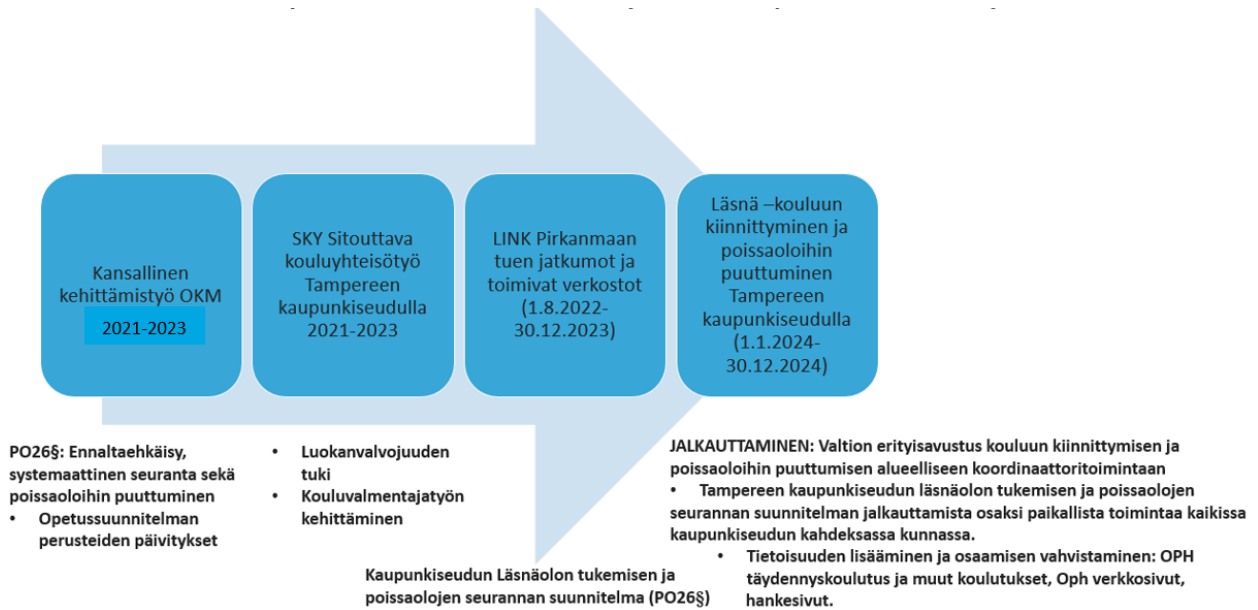 Kansallinen
kehittämistyö OKM
2021-2023
SKY Sitouttava
kouluyhteisötyö
Tampereen
kaupunkiseudulla
2021-2023
LINK Pirkanmaan
tuen jatkumot ja
toimivat verkostot
(1.8.2022-
30.12.2023)
Läsnä –kouluun
kiinnittyminen ja
poissaoloihin
puuttuminen
Tampereen
kaupunkiseudulla
(1.1.2024-
30.12.2024)
PO26§: Ennaltaehkäisy,
systemaattinen seuranta sekä
poissaoloihin puuttuminen
• Opetussuunnitelman
perusteiden päivitykset
• Luokanvalvojuuden
tuki
• Kouluvalmentajatyön
kehittäminen
Kaupunkiseudun Läsnäolon tukemisen ja
poissaolojen seurannan suunnitelma (PO26§)
JALKAUTTAMINEN: Valtion erityisavustus kouluun kiinnittymisen ja
poissaoloihin puuttumisen alueelliseen koordinaattoritoimintaan
• Tampereen kaupunkiseudun läsnäolon tukemisen ja poissaolojen
seurannan suunnitelman jalkauttamista osaksi paikallista toimintaa kaikissa
kaupunkiseudun kahdeksassa kunnassa.
• Tietoisuuden lisääminen ja osaamisen vahvistaminen: OPH
täydennyskoulutus ja muut koulutukset, Oph verkkosivut,
hankesivut.